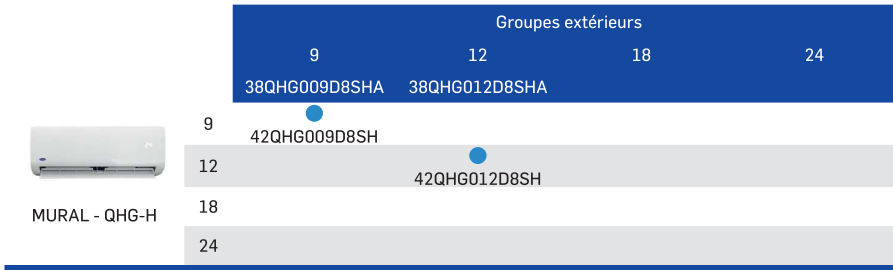 Groupes extérieurs
9 12 18 24
38QHG009D8SHA 38QHG012D8SHA
9
42QHG009D8SH
12
42QHG012D8SH
18
MURAL - QHG-H
24